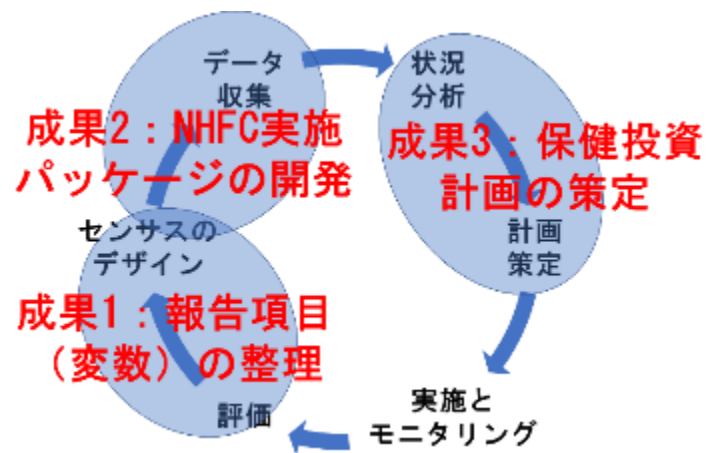 データ
収集
状況
分析
成果2：NHFC実施
パッケージの開発
成果3：保健投資
計画の策定
センサスの
デザイン
計画
策定
成果1：報告項目
（変数）の整理
評価
実施と
モニタリング